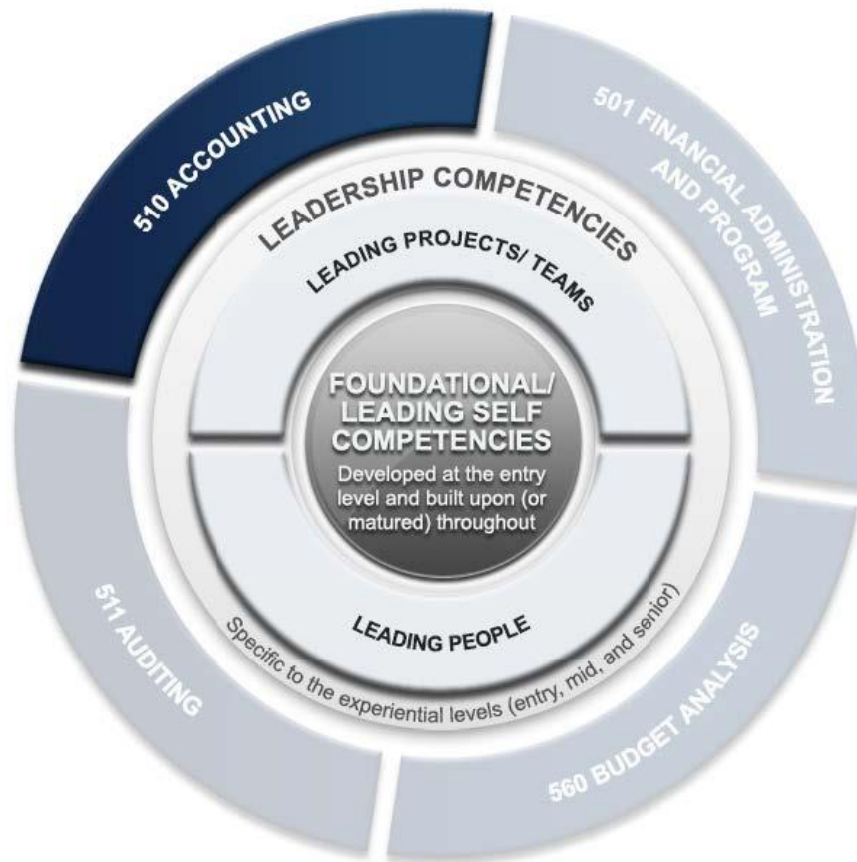 510 ACCOUNTING
501 FINANCIAL ADMINISTRATION
AND PROGRAM
LEADERSHIP COMPETENCIES
LEADING PROJECTS/ TEAMS
FOUNDATIONAL/
LEADING SELF
COMPETENCIES
Developed at the entry
level and built upon (or
matured) throughout
LEADING PEOPLE
Specific to the experiential levels (entry, mid, and senior)
511 AUDITING
560 BUDGET ANALYSIS